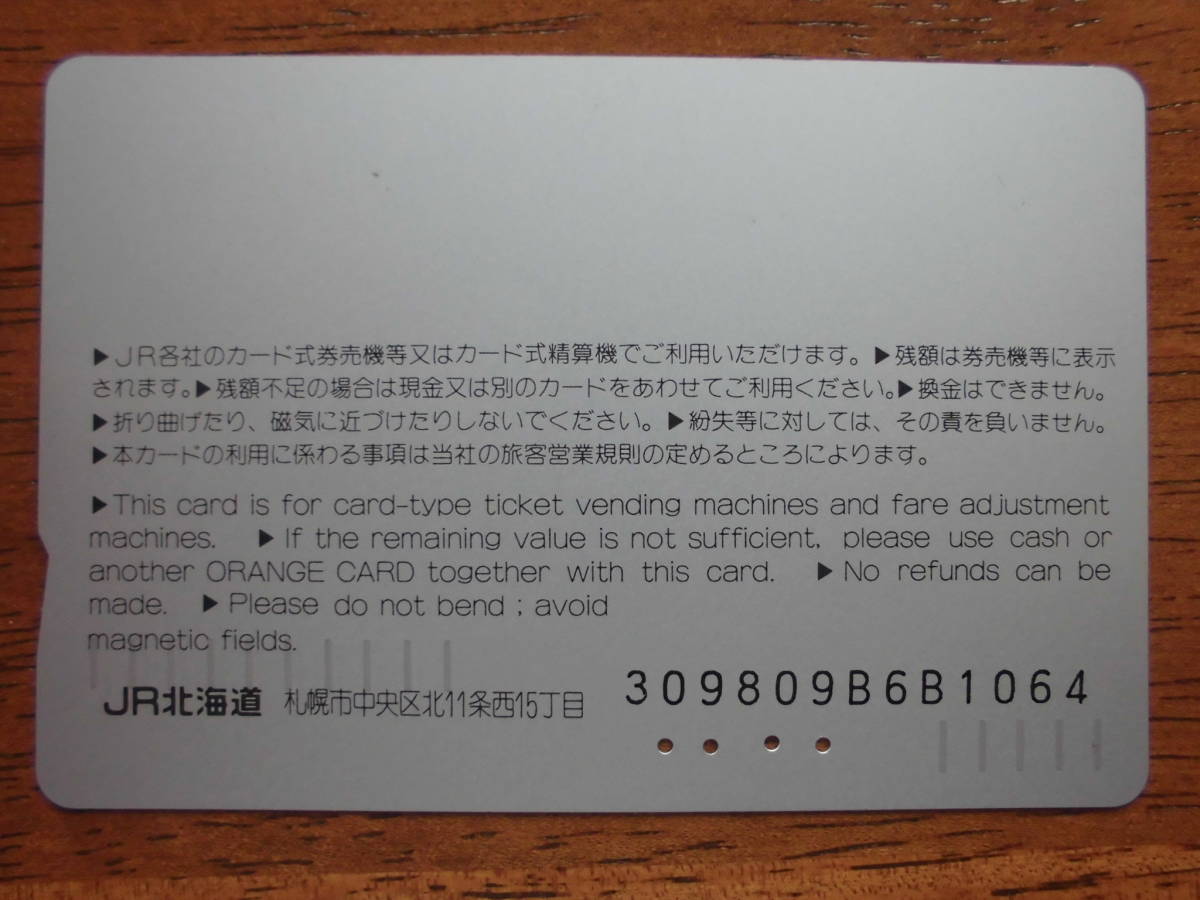 ▶JR各社のカード式券売機等又はカード式精算機でご利用いただけます。▶残額は券売機等に表示
されます。▶残額不足の場合は現金又は別のカードをあわせてご利用ください。▶換金はできません。
▶折り曲げたり、磁気に近づけたりしないでください。▶紛失等に対しては、その責を負いません。
▶本カードの利用に係わる事項は当社の旅客営業規則の定めるところによります。
▶This card is for card-type ticket vending machines and fare adjustment
machines. ▶If the remaining value is not sufficient, please use cash or
another ORANGE CARD together with this card. ▶No refunds can be
made. ▶Please do not bend ; avoid
magnetic fields.
JR北海道 札幌市中央区北11条西15丁目 309809B6B1064